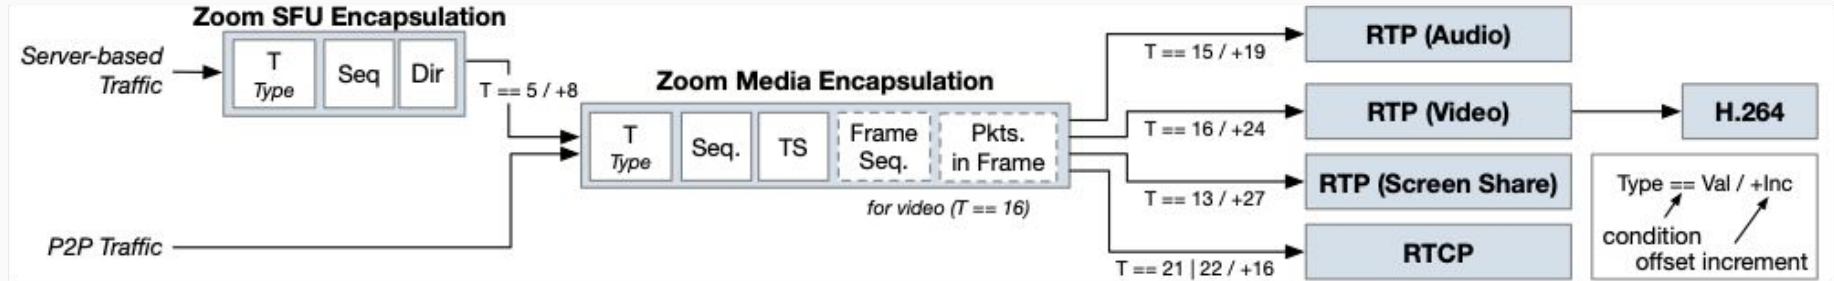 Zoom SFU Encapsulation
Server-based
Traffic
T
Type
Seq
Dir
T == 5 / +8
P2P Traffic
Zoom Media Encapsulation
T
Type
Seq.
TS
Frame
Seq.
Pkts.
in Frame
for video (T == 16)
T == 15 / +19
RTP (Audio)
T == 16 / +24
RTP (Video)
H.264
T == 13 / +27
RTP (Screen Share)
T == 21 | 22 / +16
RTCP
Type == Val / +Inc
condition
offset increment